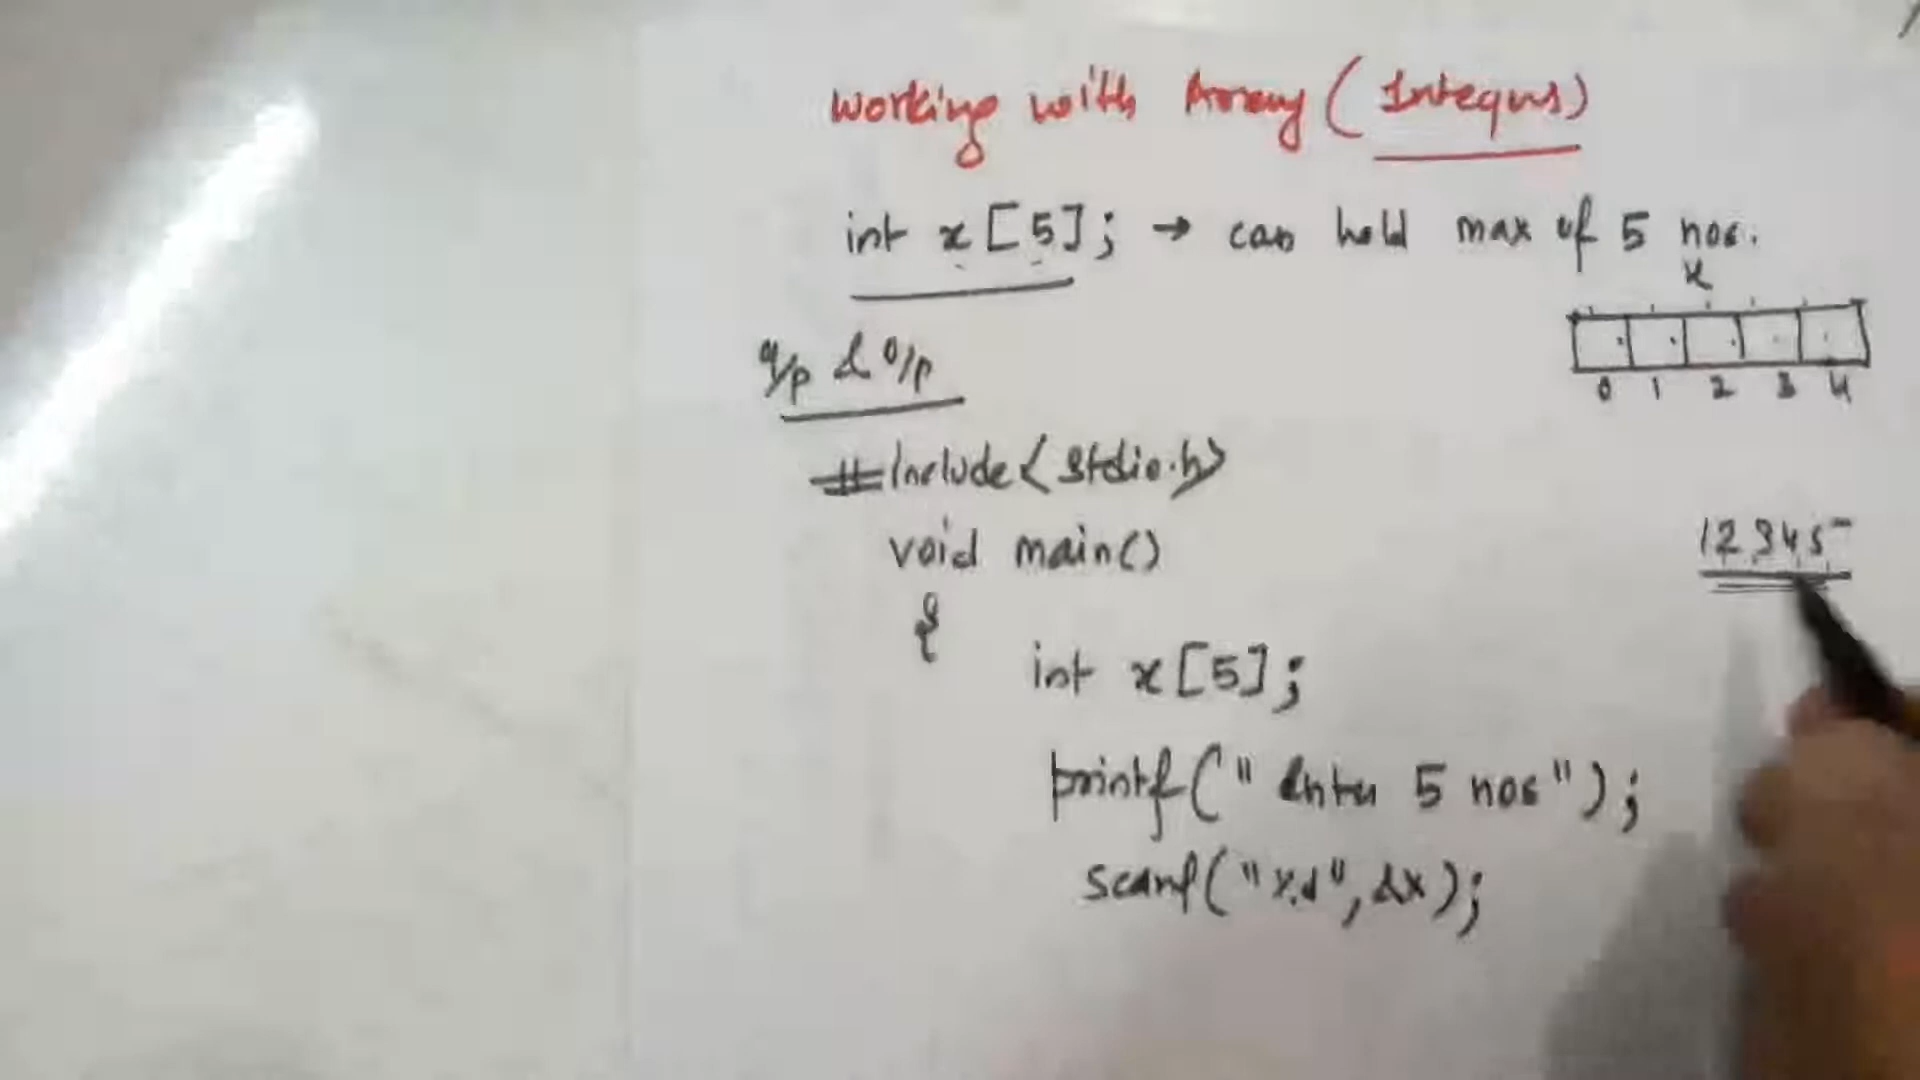 Working with Array (Integers)
int x[5]; → can hold max of 5 nos.
x
0 1 2 3 4
i/p & o/p
#include<stdio.h>
void main()
{
12345
int x[5];
printf("Enter 5 nos");
scanf("%d",&x);